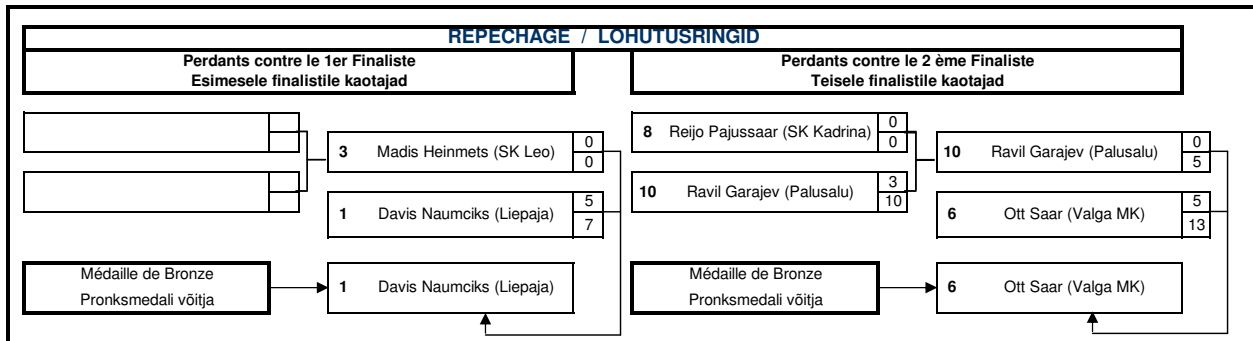 REPECHAGE / LOHUTUSRINGID
Perdants contre le 1er Finaliste
Esimesele finalistile kaotajad
Perdants contre le 2 ème Finaliste
Teisele finalistile kaotajad
3 Madis Heinmets (SK Leo) 0
0
1 Davis Naumciks (Liepaja) 5
7
Médaille de Bronze
Pronksmedali võitja
1 Davis Naumciks (Liepaja)
8 Reijo Pajussaar (SK Kadrina) 0
0
10 Ravil Garajev (Palusalu) 3
10
10 Ravil Garajev (Palusalu) 0
5
6 Ott Saar (Valga MK) 5
13
Médaille de Bronze
Pronksmedali võitja
6 Ott Saar (Valga MK)